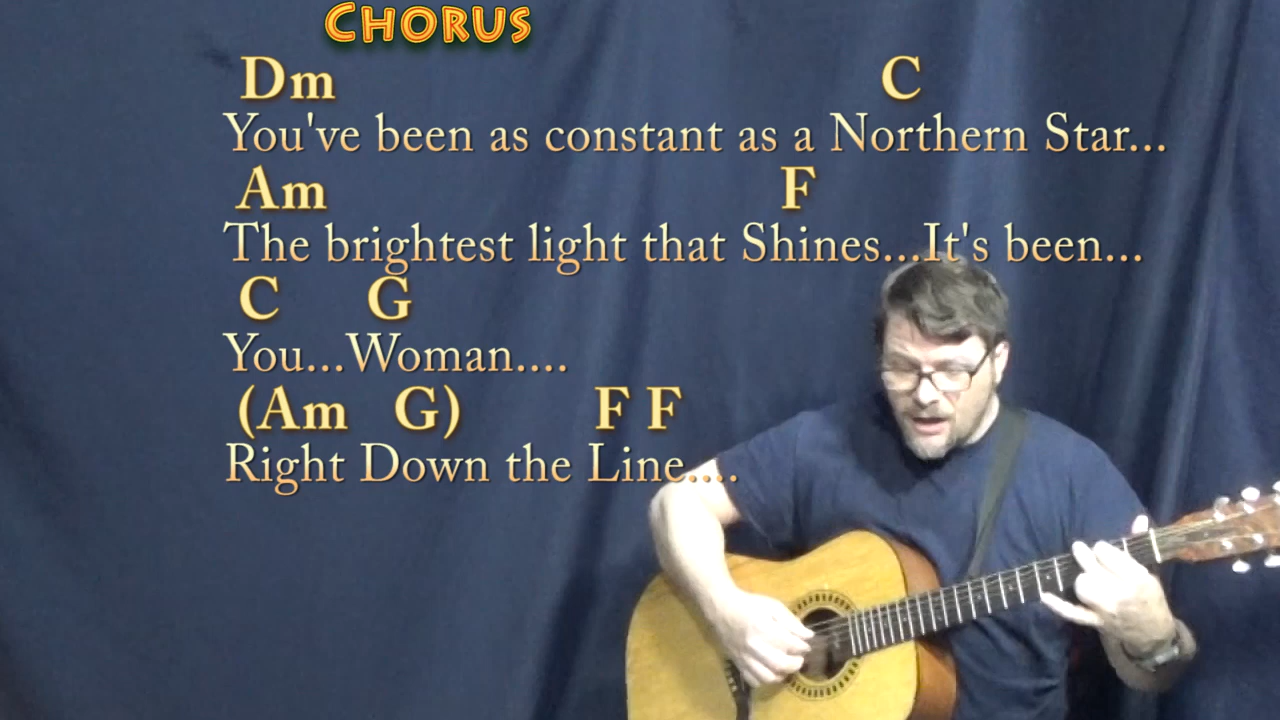 CHORUS
Dm C
You've been as constant as a Northern Star...
Am F
The brightest light that Shines...It's been...
C G
You...Woman....
(Am G) F F
Right Down the Line....